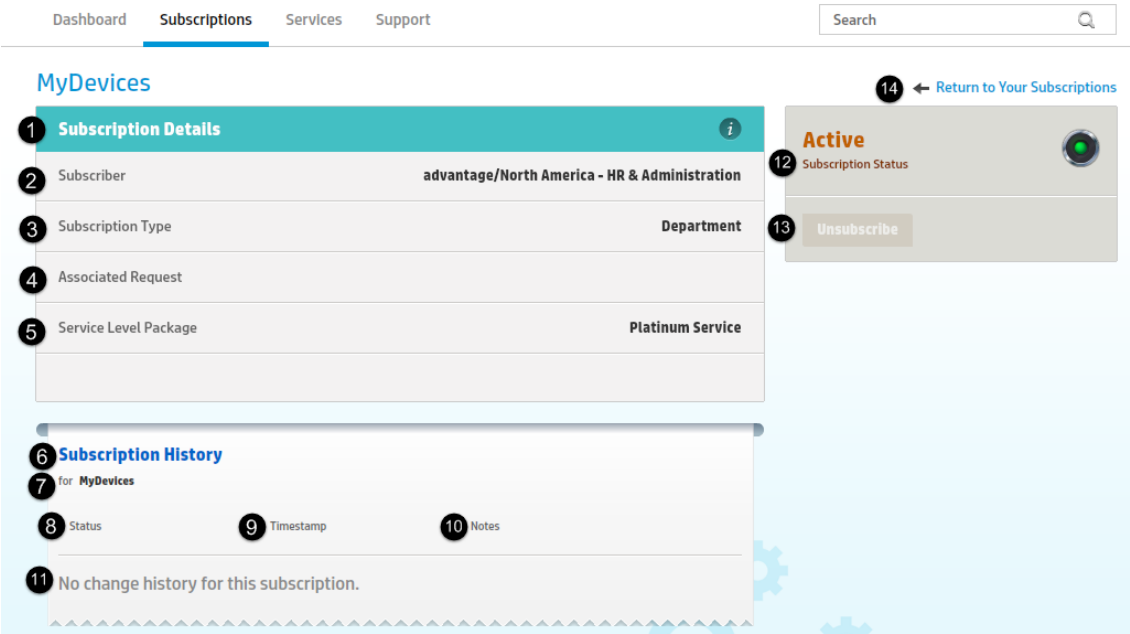 Dashboard Subscriptions Services Support Search
MyDevices
14 Return to Your Subscriptions
1 Subscription Details i
Active
12 Subscription Status
2 Subscriber advantage/North America - HR & Administration
3 Subscription Type Department
13 Unsubscribe
4 Associated Request
5 Service Level Package Platinum Service
6 Subscription History
7 for MyDevices
8 Status 9 Timestamp 10 Notes
11 No change history for this subscription.